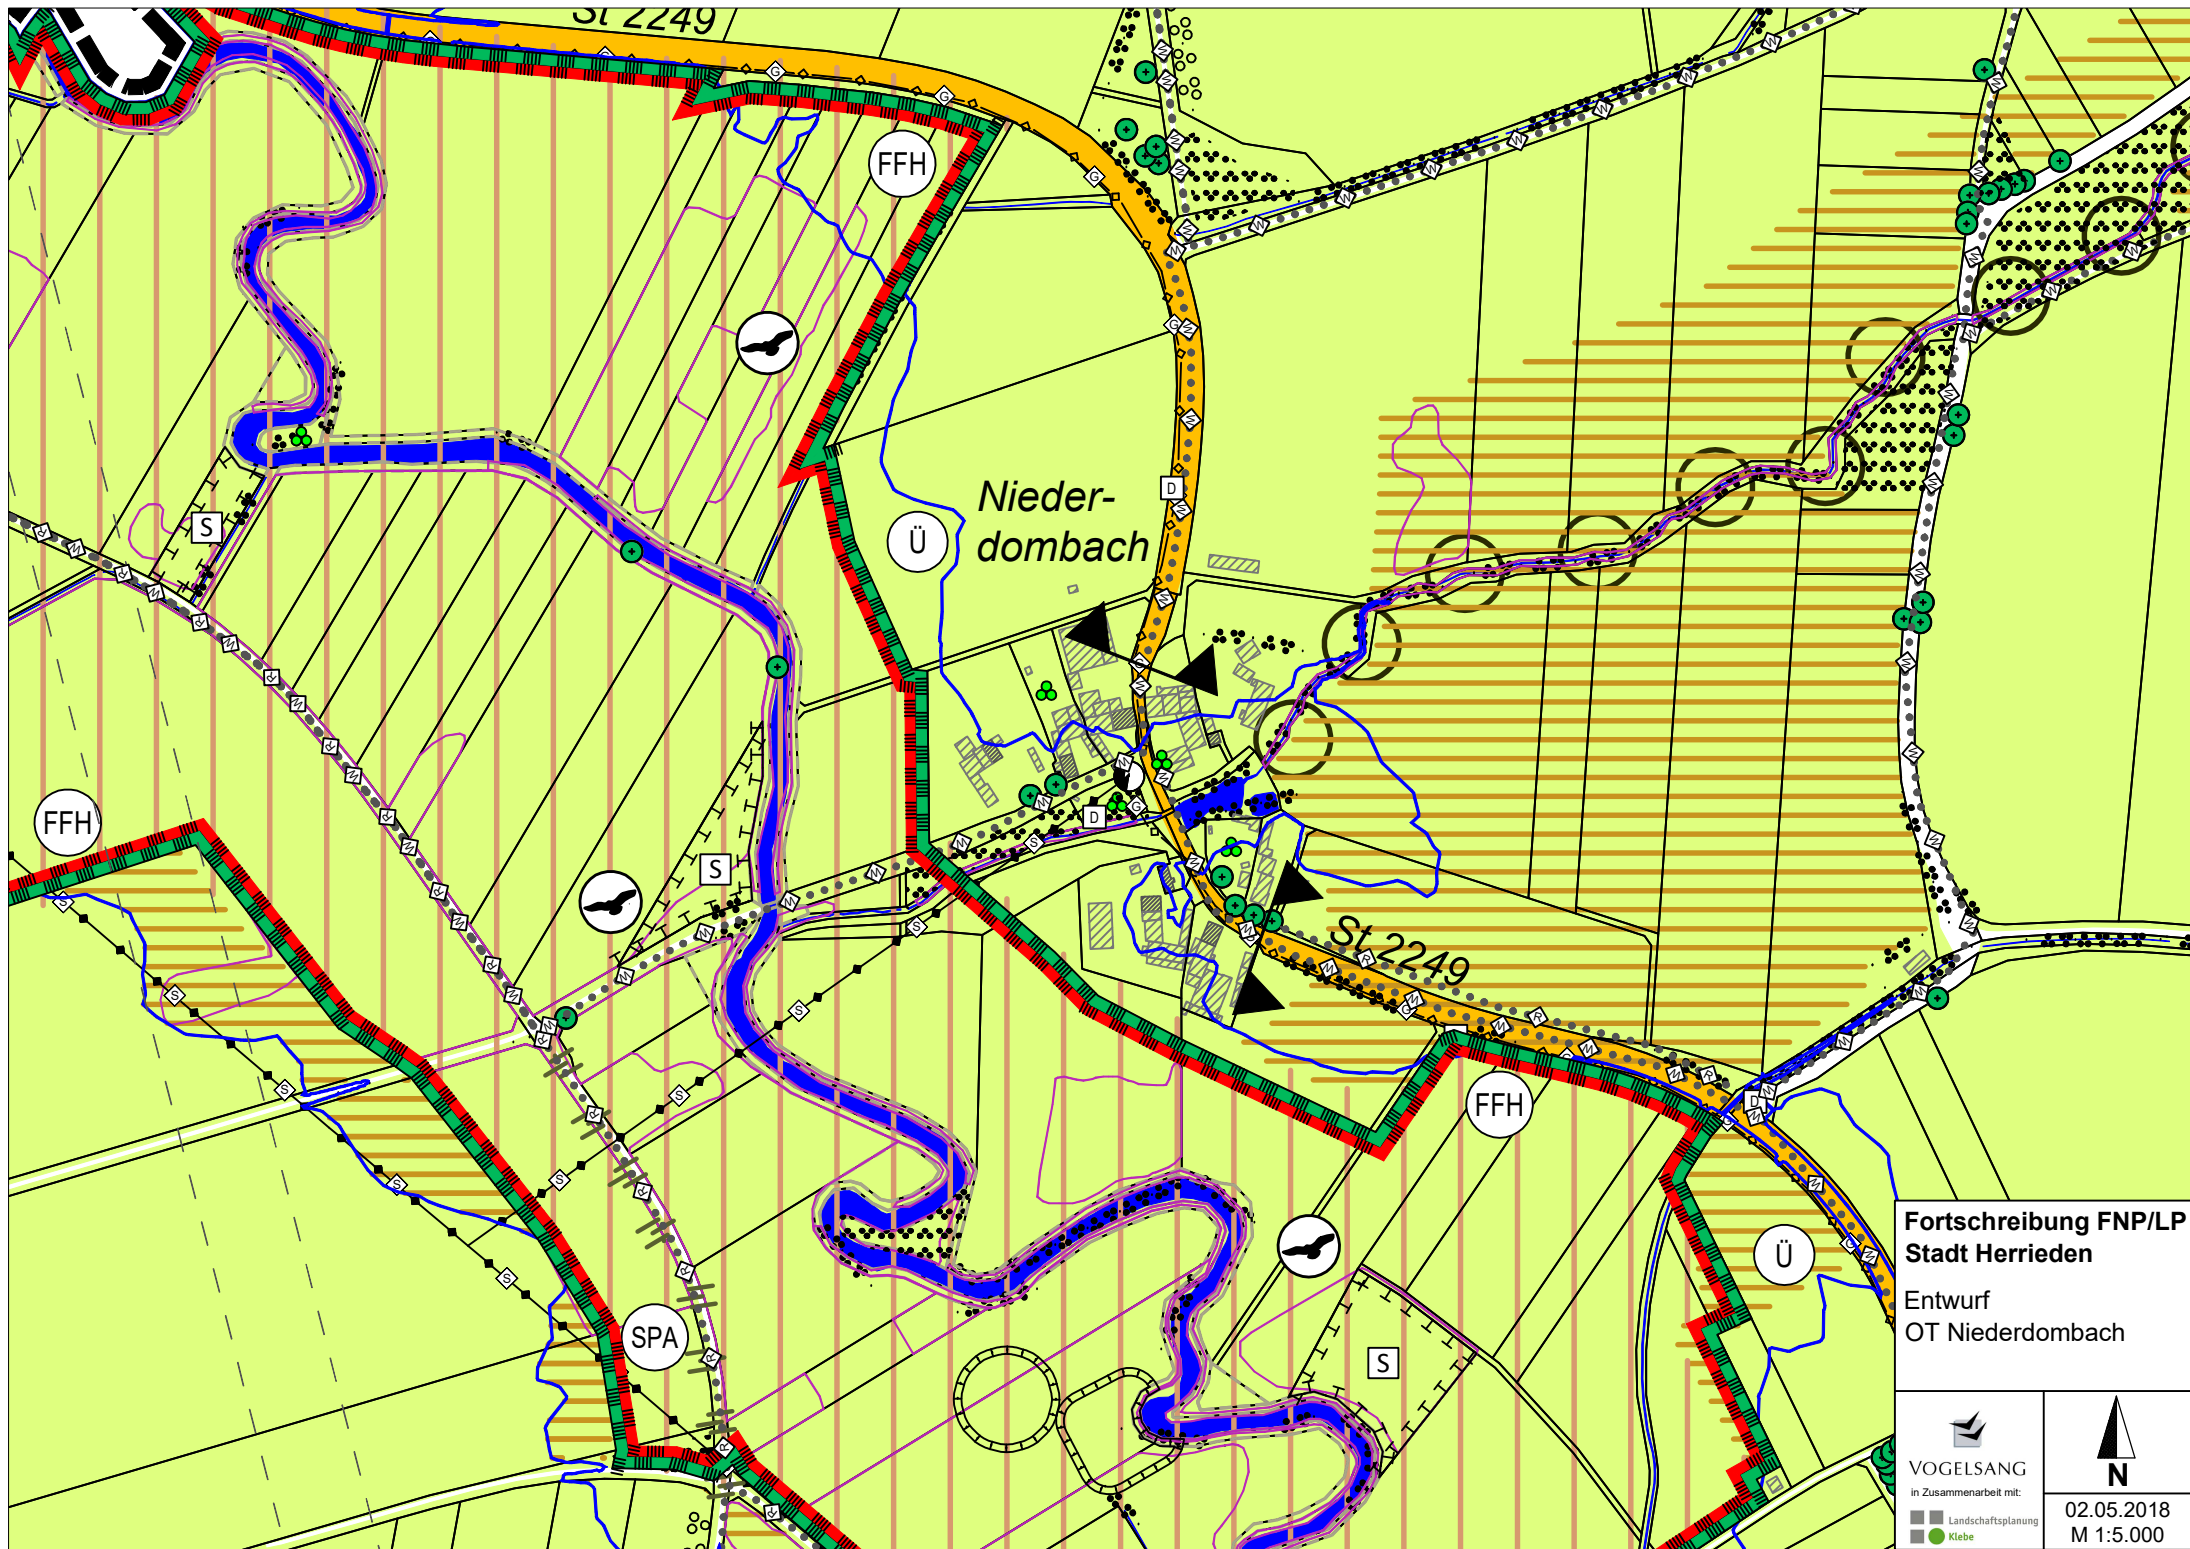 St 2249
FFH
Ü
Nieder-
dombach
S
D
FFH
S
D
St 2249
FFH
D
Ü
SPA
S
Fortschreibung FNP/LP
Stadt Herrieden
Entwurf
OT Niederdombach
VOGELSANG
in Zusammenarbeit mit:
Landschaftsplanung
Klebe
N
02.05.2018
M 1:5.000